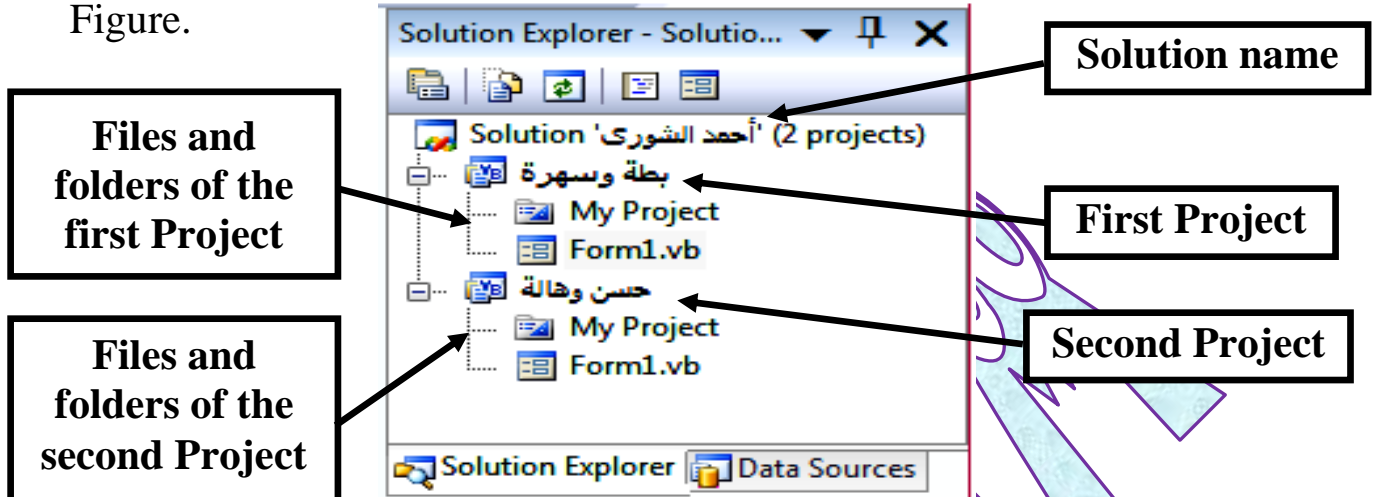 Figure.
Solution Explorer - Solutio...
Solution name
Files and
folders of the
first Project
Solution 'أحمد الشورى' (2 projects)
بطة وسهرة
My Project
Form1.vb
First Project
حسن وهالة
My Project
Form1.vb
Second Project
Files and
folders of the
second Project
Solution Explorer
Data Sources